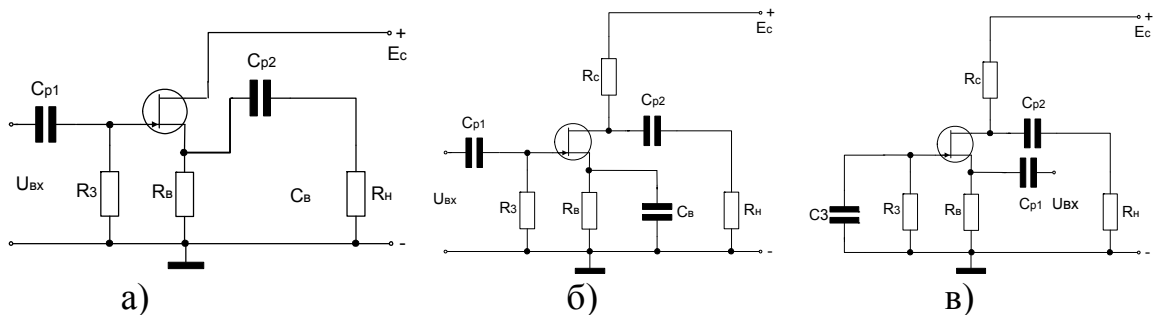 +
Eс
Cр2
Cр1
Uвх
Rз
Rв
Cв
Rн
-
а)
+
Eс
Rс
Cр2
Cр1
Uвх
Rз
Rв
Cв
Rн
-
б)
+
Eс
Rс
Cр2
Cр1 Uвх
Cз
Rз
Rв
Rн
-
в)